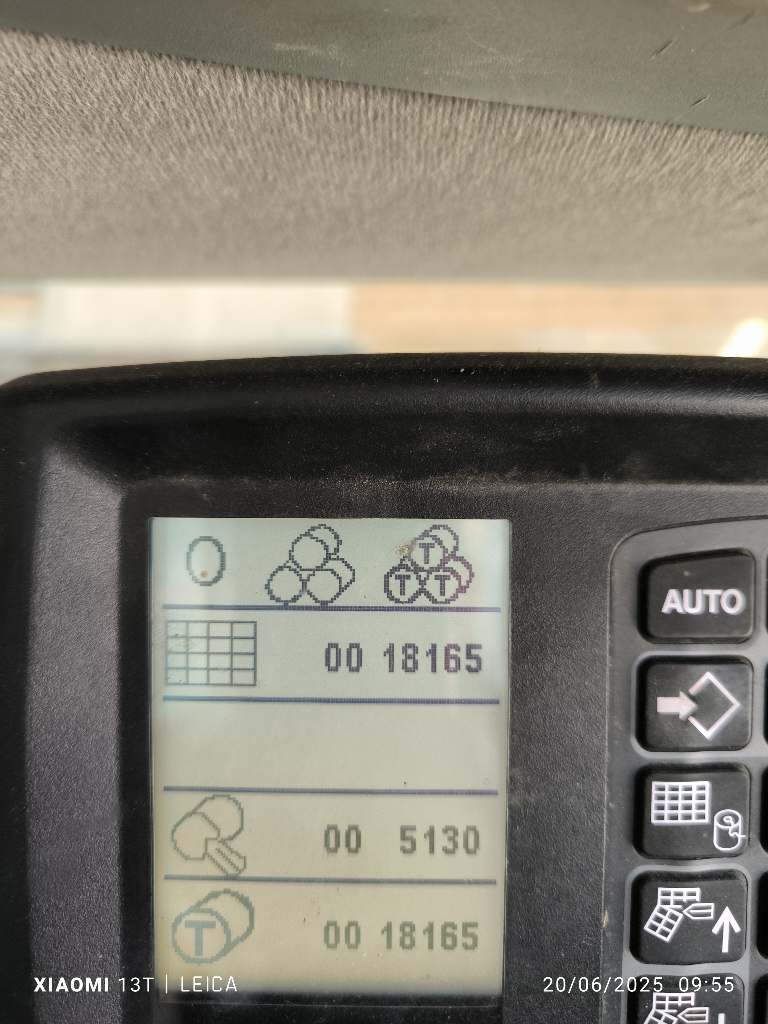 T
T T
AUTO
00 18165
00 5130
T 00 18165
XIAOMI 13T | LEICA
20/06/2025 09:55